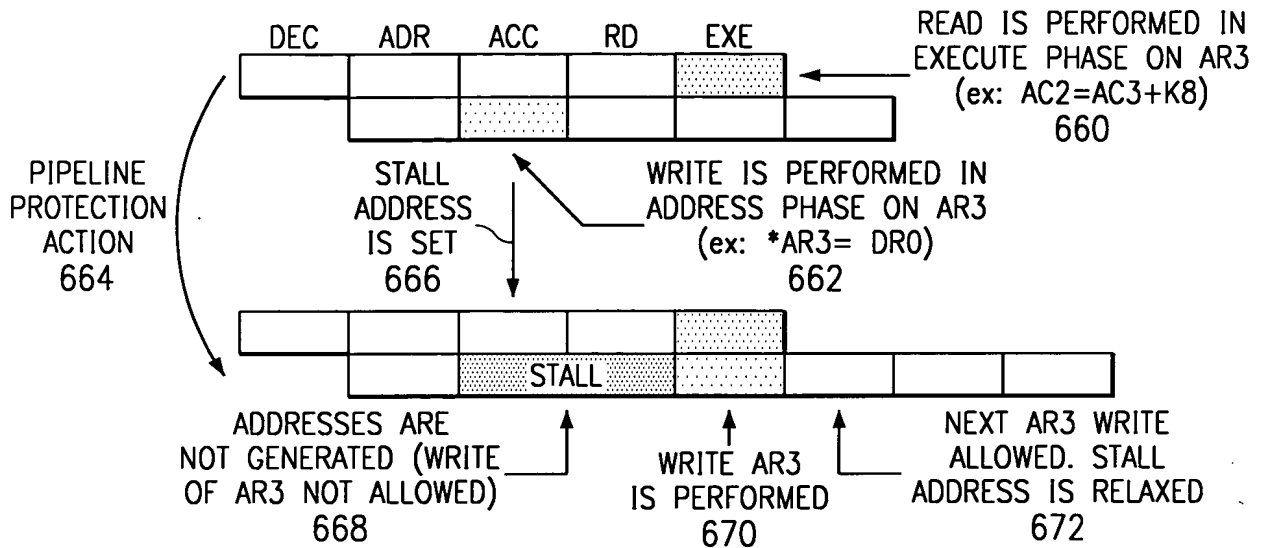 DEC ADR ACC RD EXE
READ IS PERFORMED IN
EXECUTE PHASE ON AR3
(ex: AC2=AC3+K8)
660
PIPELINE
PROTECTION
ACTION
664
STALL
ADDRESS
IS SET
666
WRITE IS PERFORMED IN
ADDRESS PHASE ON AR3
(ex: *AR3= DR0)
662
STALL
ADDRESSES ARE
NOT GENERATED (WRITE
OF AR3 NOT ALLOWED)
668
WRITE AR3
IS PERFORMED
670
NEXT AR3 WRITE
ALLOWED. STALL
ADDRESS IS RELAXED
672